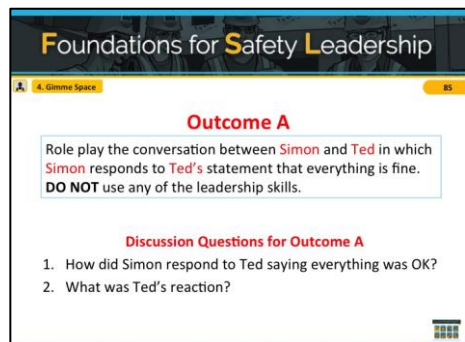 Foundations for Safety Leadership
4. Gimme Space
85
Outcome A
Role play the conversation between Simon and Ted in which
Simon responds to Ted's statement that everything is fine.
DO NOT use any of the leadership skills.
Discussion Questions for Outcome A
1. How did Simon respond to Ted saying everything was OK?
2. What was Ted's reaction?